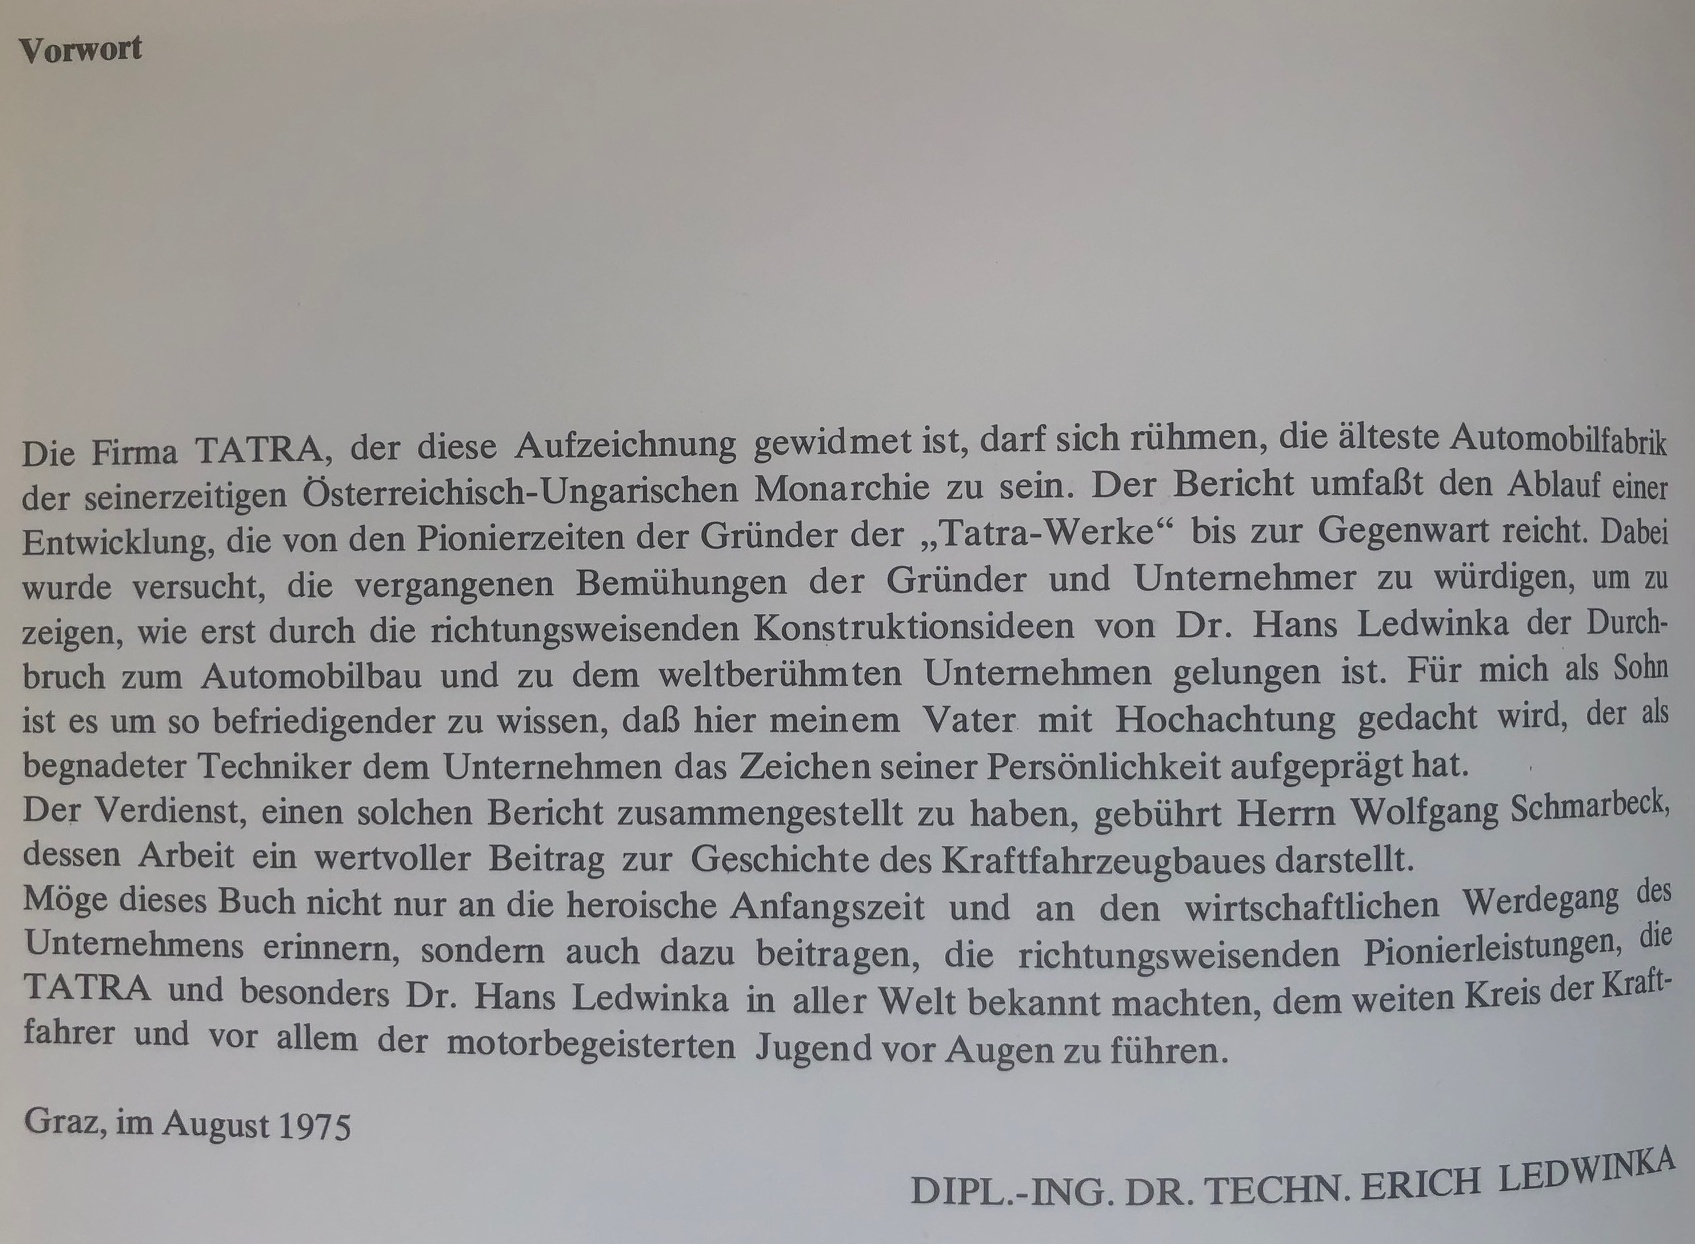 Vorwort
Die Firma TATRA, der diese Aufzeichnung gewidmet ist, darf sich rühmen, die älteste Automobilfabrik
der seinerzeitigen Österreichisch-Ungarischen Monarchie zu sein. Der Bericht umfaßt den Ablauf einer
Entwicklung, die von den Pionierzeiten der Gründer der „Tatra-Werke“ bis zur Gegenwart reicht. Dabei
wurde versucht, die vergangenen Bemühungen der Gründer und Unternehmer zu würdigen, um zu
zeigen, wie erst durch die richtungsweisenden Konstruktionsideen von Dr. Hans Ledwinka der Durch-
bruch zum Automobilbau und zu dem weltberühmten Unternehmen gelungen ist. Für mich als Sohn
ist es um so befriedigender zu wissen, daß hier meinem Vater mit Hochachtung gedacht wird, der als
begnadeter Techniker dem Unternehmen das Zeichen seiner Persönlichkeit aufgeprägt hat.
Der Verdienst, einen solchen Bericht zusammengestellt zu haben, gebührt Herrn Wolfgang Schmarbeck,
dessen Arbeit ein wertvoller Beitrag zur Geschichte des Kraftfahrzeugbaues darstellt.
Möge dieses Buch nicht nur an die heroische Anfangszeit und an den wirtschaftlichen Werdegang des
Unternehmens erinnern, sondern auch dazu beitragen, die richtungsweisenden Pionierleistungen, die
TATRA und besonders Dr. Hans Ledwinka in aller Welt bekannt machten, dem weiten Kreis der Kraft-
fahrer und vor allem der motorbegeisterten Jugend vor Augen zu führen.
Graz, im August 1975
DIPL.-ING. DR. TECHN. ERICH LEDWINKA